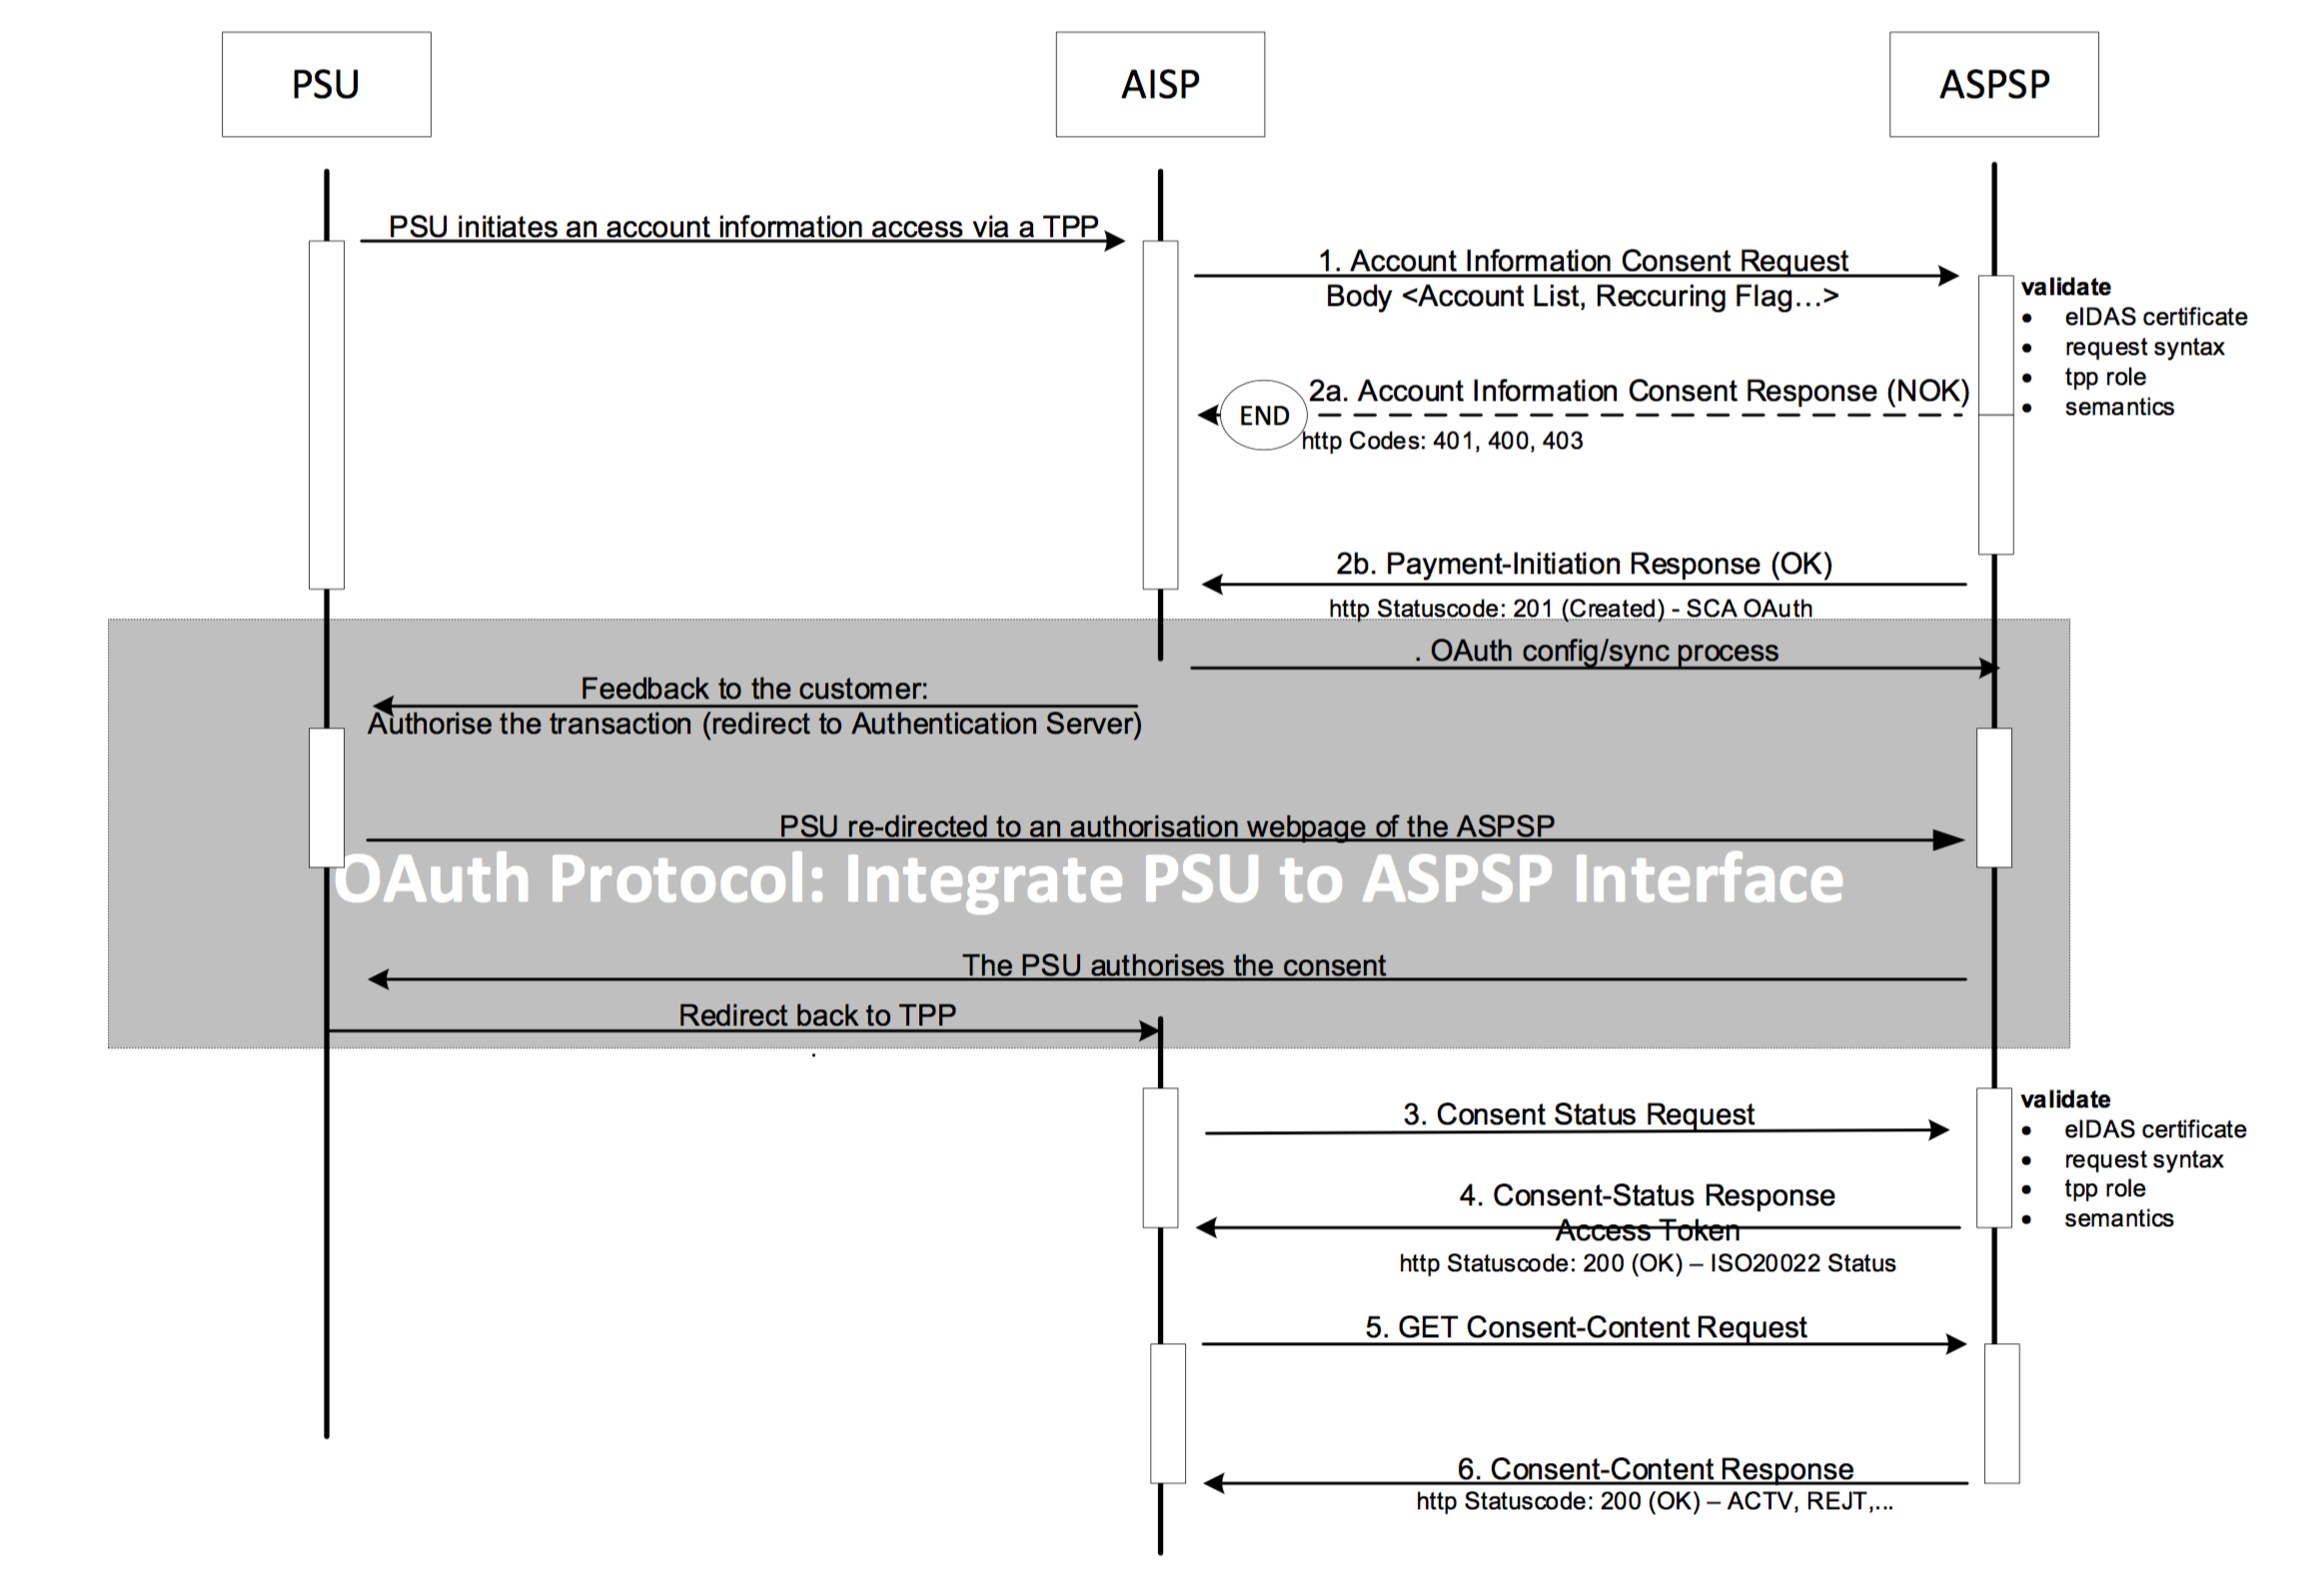 PSU
AISP
ASPSP
PSU initiates an account information access via a TPP
1. Account Information Consent Request
Body <Account List, Reccuring Flag…>
validate
• eIDAS certificate
• request syntax
• tpp role
• semantics
2a. Account Information Consent Response (NOK)
END
http Codes: 401, 400, 403
2b. Payment-Initiation Response (OK)
http Statuscode: 201 (Created) - SCA OAuth
. OAuth config/sync process
Feedback to the customer:
Authorise the transaction (redirect to Authentication Server)
PSU re-directed to an authorisation webpage of the ASPSP
OAuth Protocol: Integrate PSU to ASPSP Interface
The PSU authorises the consent
Redirect back to TPP
.
validate
• eIDAS certificate
• request syntax
• tpp role
• semantics
3. Consent Status Request
4. Consent-Status Response
Access Token
http Statuscode: 200 (OK) – ISO20022 Status
5. GET Consent-Content Request
6. Consent-Content Response
http Statuscode: 200 (OK) – ACTV, REJT,...